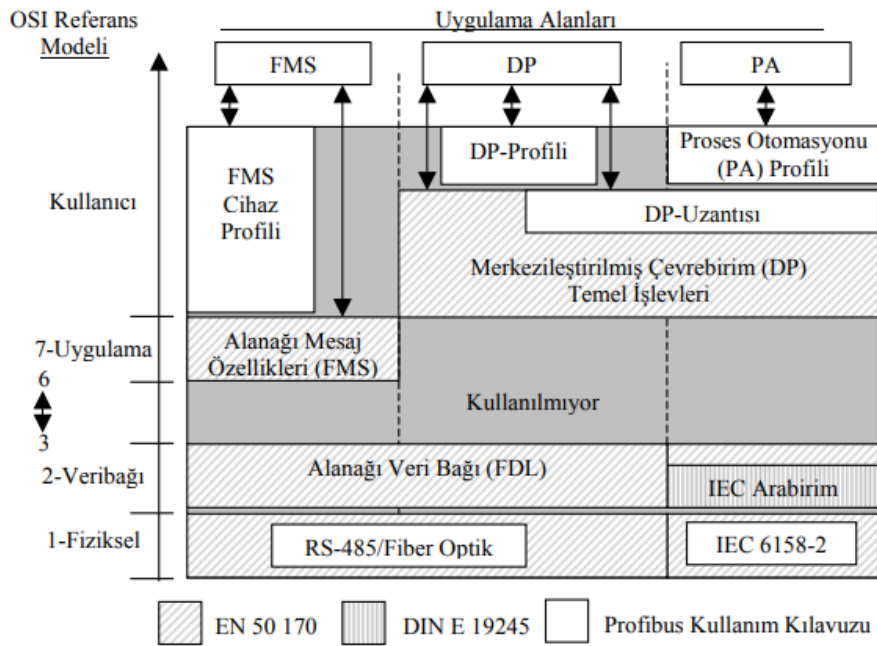 OSI Referans
Modeli
Uygulama Alanları
FMS
DP
PA
Kullanıcı
FMS
Cihaz
Profili
DP-Profili
Proses Otomasyonu
(PA) Profili
DP-Uzantısı
Merkezileştirilmiş Çevrebirim (DP)
Temel İşlevleri
7-Uygulama
Alanağı Mesaj
Özellikleri (FMS)
6
Kullanılmıyor
3
2-Veribağı
Alanağı Veri Bağı (FDL)
IEC Arabirim
1-Fiziksel
RS-485/Fiber Optik
IEC 6158-2
EN 50 170
DIN E 19245
Profibus Kullanım Kılavuzu